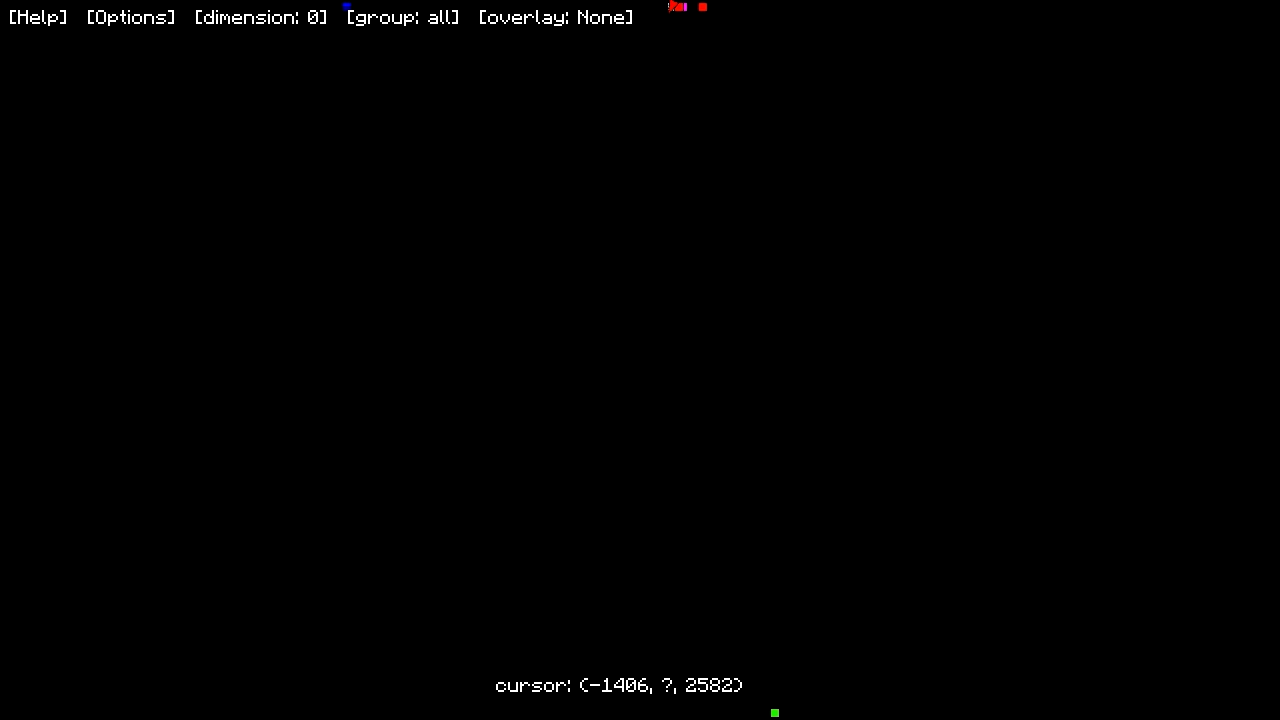 [Help] [Options] [dimension: 0] [group: all] [overlay: None]
cursor: (-1406, ?, 2582)